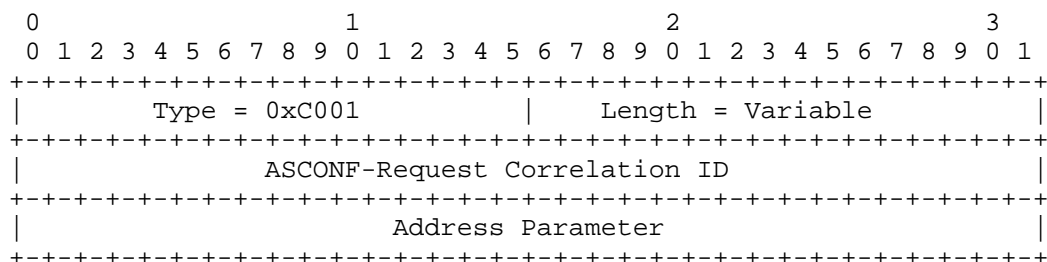 0                   1                   2                   3
 0 1 2 3 4 5 6 7 8 9 0 1 2 3 4 5 6 7 8 9 0 1 2 3 4 5 6 7 8 9 0 1
+-+-+-+-+-+-+-+-+-+-+-+-+-+-+-+-+-+-+-+-+-+-+-+-+-+-+-+-+-+-+-+-+
|        Type = 0xC001          |    Length = Variable          |
+-+-+-+-+-+-+-+-+-+-+-+-+-+-+-+-+-+-+-+-+-+-+-+-+-+-+-+-+-+-+-+-+
|               ASCONF-Request Correlation ID                   |
+-+-+-+-+-+-+-+-+-+-+-+-+-+-+-+-+-+-+-+-+-+-+-+-+-+-+-+-+-+-+-+-+
|                       Address Parameter                       |
+-+-+-+-+-+-+-+-+-+-+-+-+-+-+-+-+-+-+-+-+-+-+-+-+-+-+-+-+-+-+-+-+